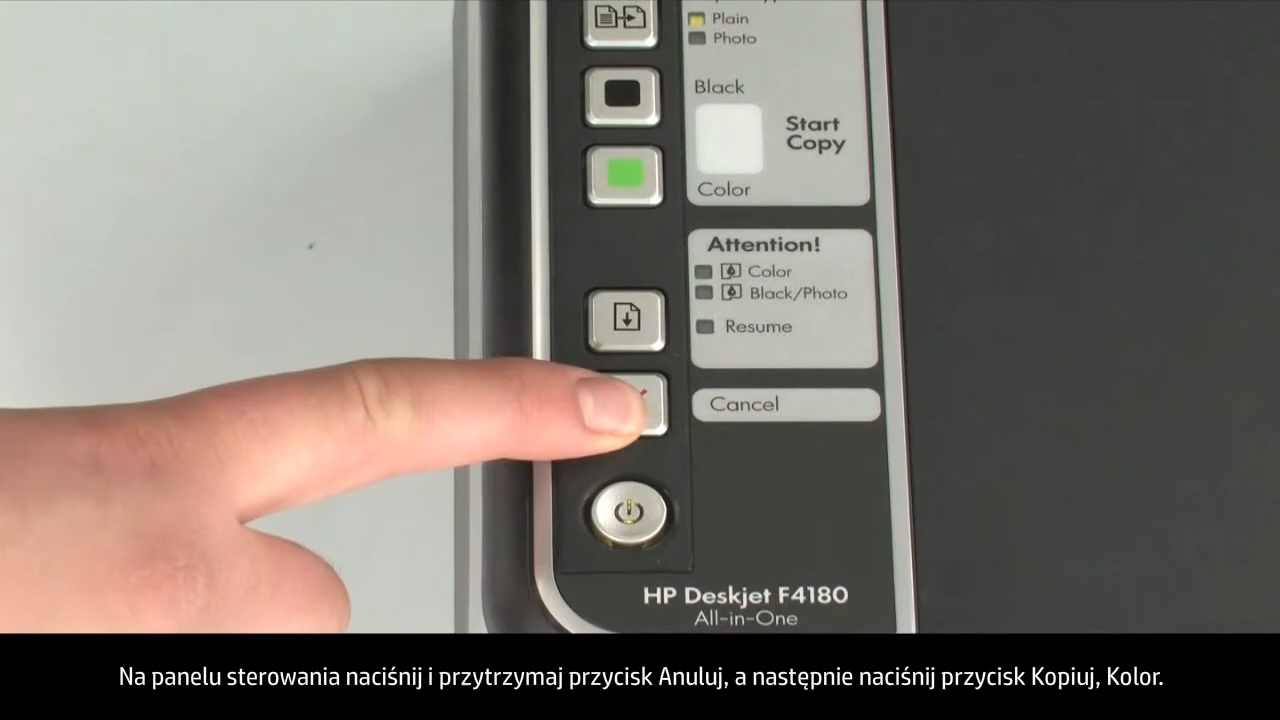 Plain
Photo
Black
Start
Copy
Color
Attention!
Color
Black/Photo
Resume
Cancel
HP Deskjet F4180
All-in-One
Na panelu sterowania naciśnij i przytrzymaj przycisk Anuluj, a następnie naciśnij przycisk Kopiuj, Kolor.